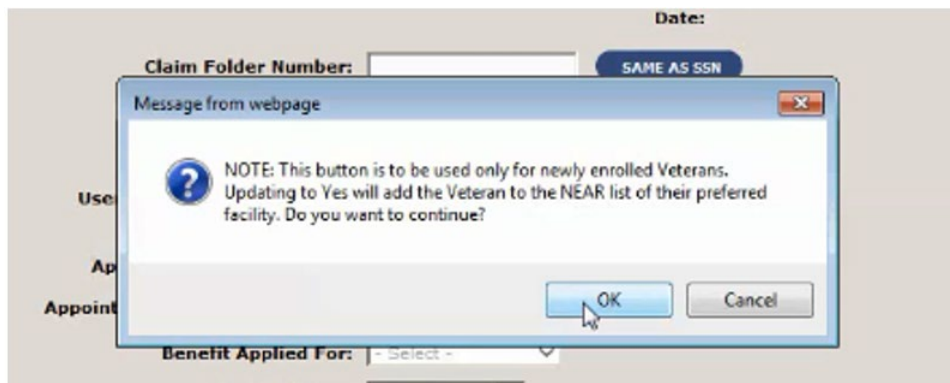 Date:
Claim Folder Number:
SAME AS SSN
Message from webpage
NOTE: This button is to be used only for newly enrolled Veterans.
Updating to Yes will add the Veteran to the NEAR list of their preferred
facility. Do you want to continue?
OK
Cancel
Benefit Applied For:
- Select -